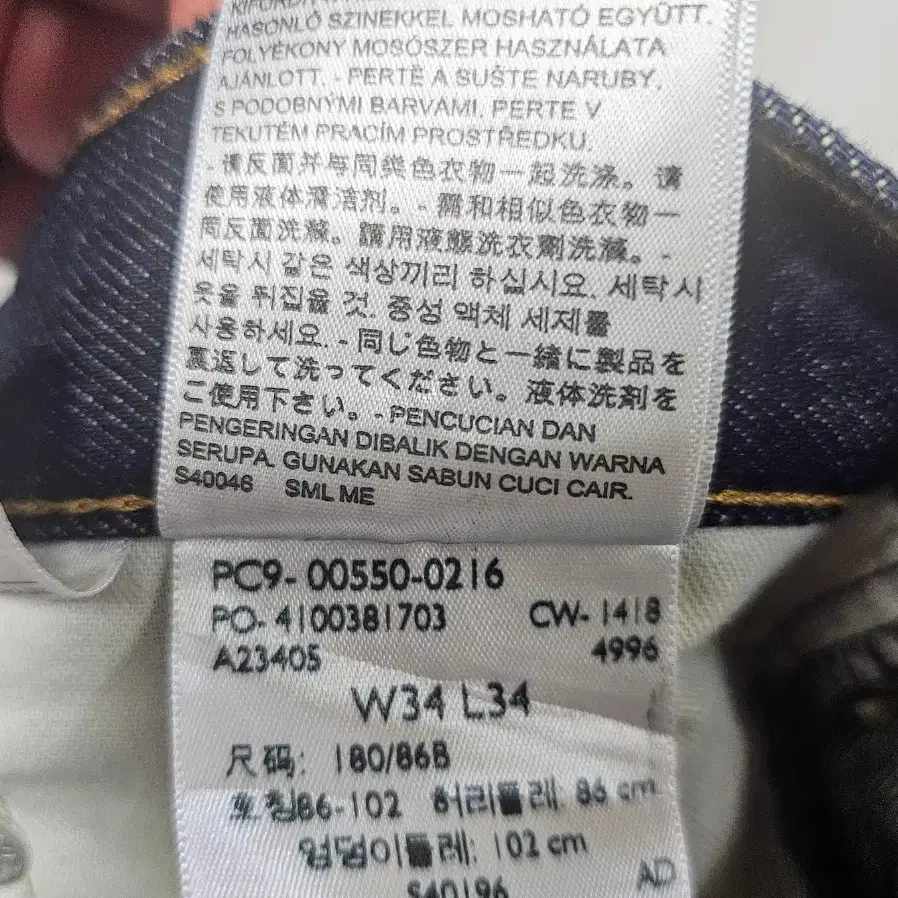 HASONLÓ SZINEKKEL MOSHATÓ EGYÜTT.
FOLYÉKONY MOSÓSZER HASZNÁLATA
AJÁNLOTT. - PERTE A SUŠTE NARUBY,
S PODOBNÝMI BARVAMI. PERTE V
TEKUTÉM PRACÍM PROSTŘEDKU.
- 请反面并与同类色衣物一起洗涤。请
使用液体清洁剂。 - 需和相似色衣物一
同反面洗滌。請用液態洗衣劑洗滌。 -
세탁시 같은 색상끼리 하십시요. 세탁시
옷을 뒤집을 것. 중성 액체 세제를
사용하세요. - 同じ色物と一緒に製品を
裏返して洗ってください。液体洗剤を
ご使用下さい。 - PENCUCIAN DAN
PENGERINGAN DIBALIK DENGAN WARNA
SERUPA. GUNAKAN SABUN CUCI CAIR.
S40046 SML ME
PC9- 00550-0216
PO- 4100381703 CW- 1418
A23405 4996
W34 L34
尺码: 180/86B
호칭86-102 허리둘레: 86 cm
엉덩이둘레: 102 cm
S40196 AD